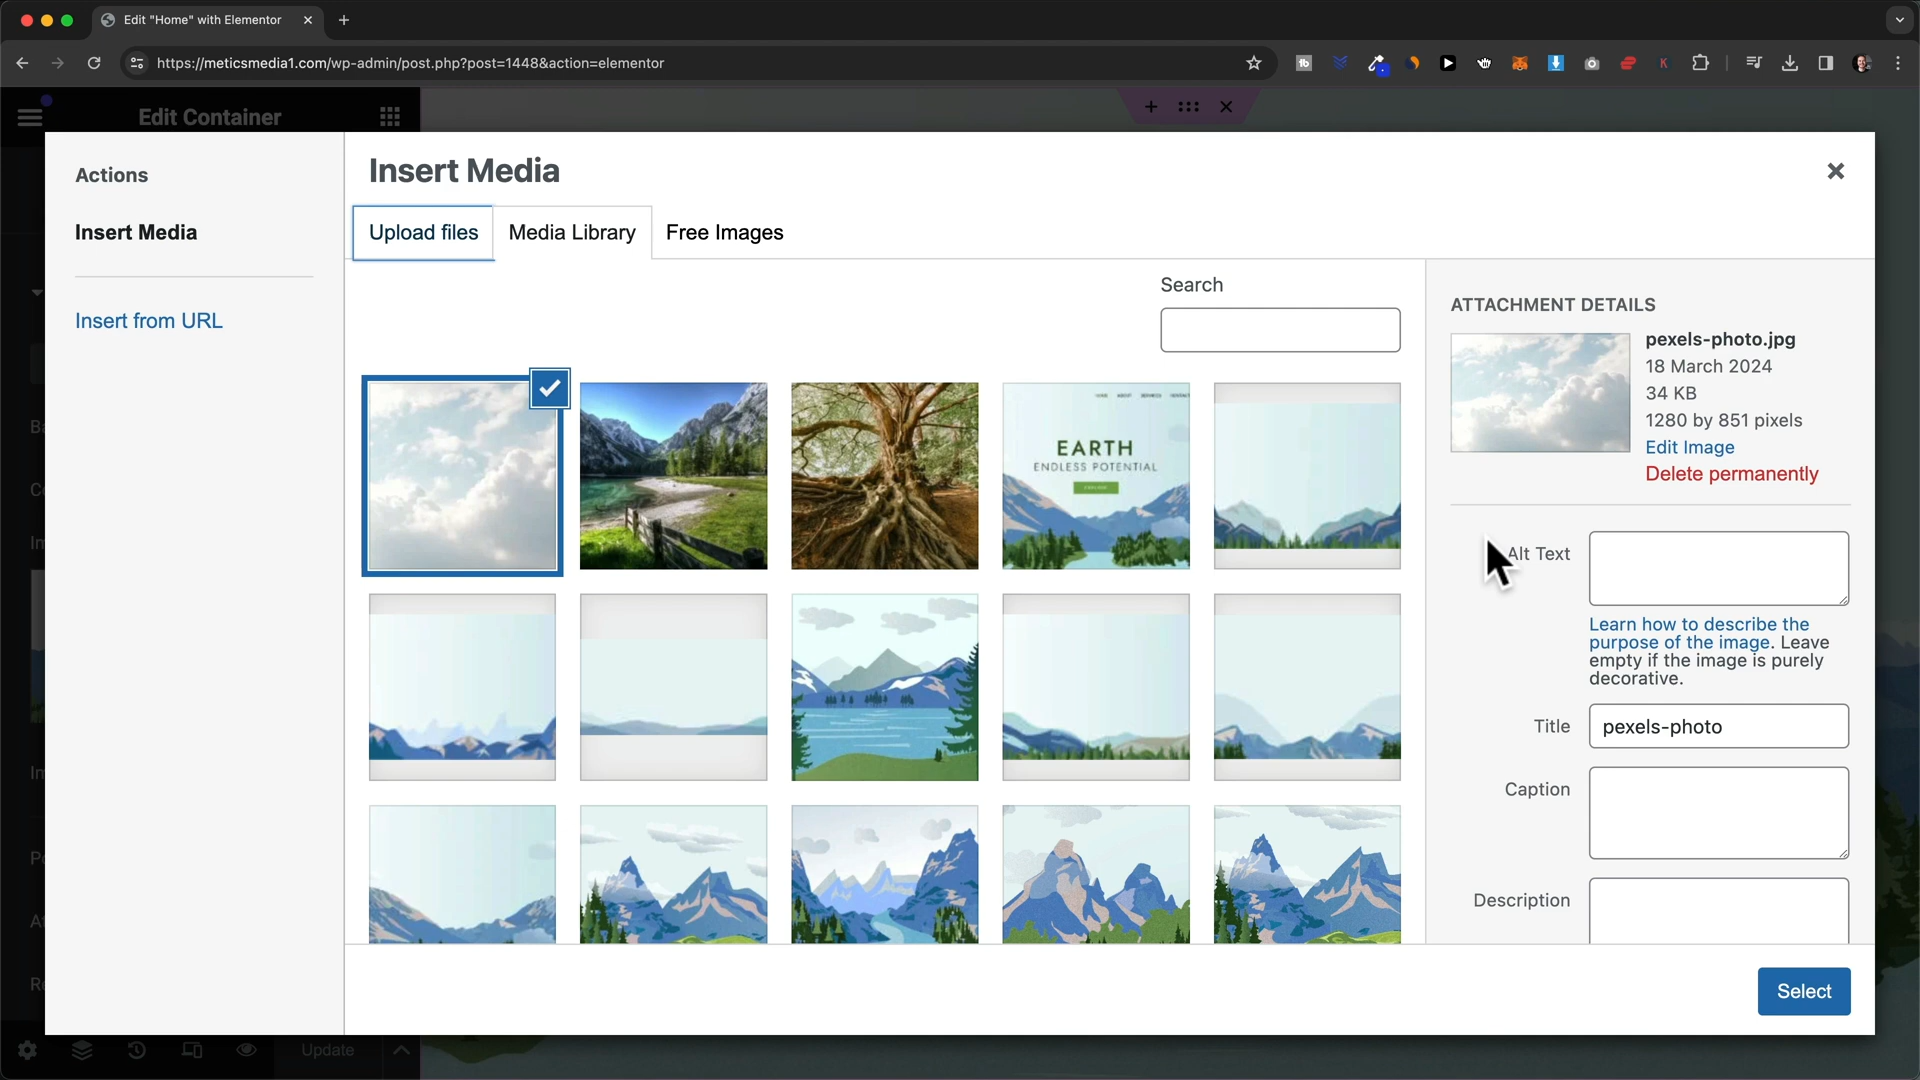 Edit "Home" with Elementor
https://meticsmedia1.com/wp-admin/post.php?post=1448&action=elementor
Edit Container
Actions
Insert Media
Insert from URL
Insert Media
Upload files
Media Library
Free Images
Search
EARTH
ENDLESS POTENTIAL
HOME ABOUT SERVICES CONTACT
ATTACHMENT DETAILS
pexels-photo.jpg
18 March 2024
34 KB
1280 by 851 pixels
Edit Image
Delete permanently
Alt Text
Learn how to describe the
purpose of the image. Leave
empty if the image is purely
decorative.
Title
pexels-photo
Caption
Description
Select
Update